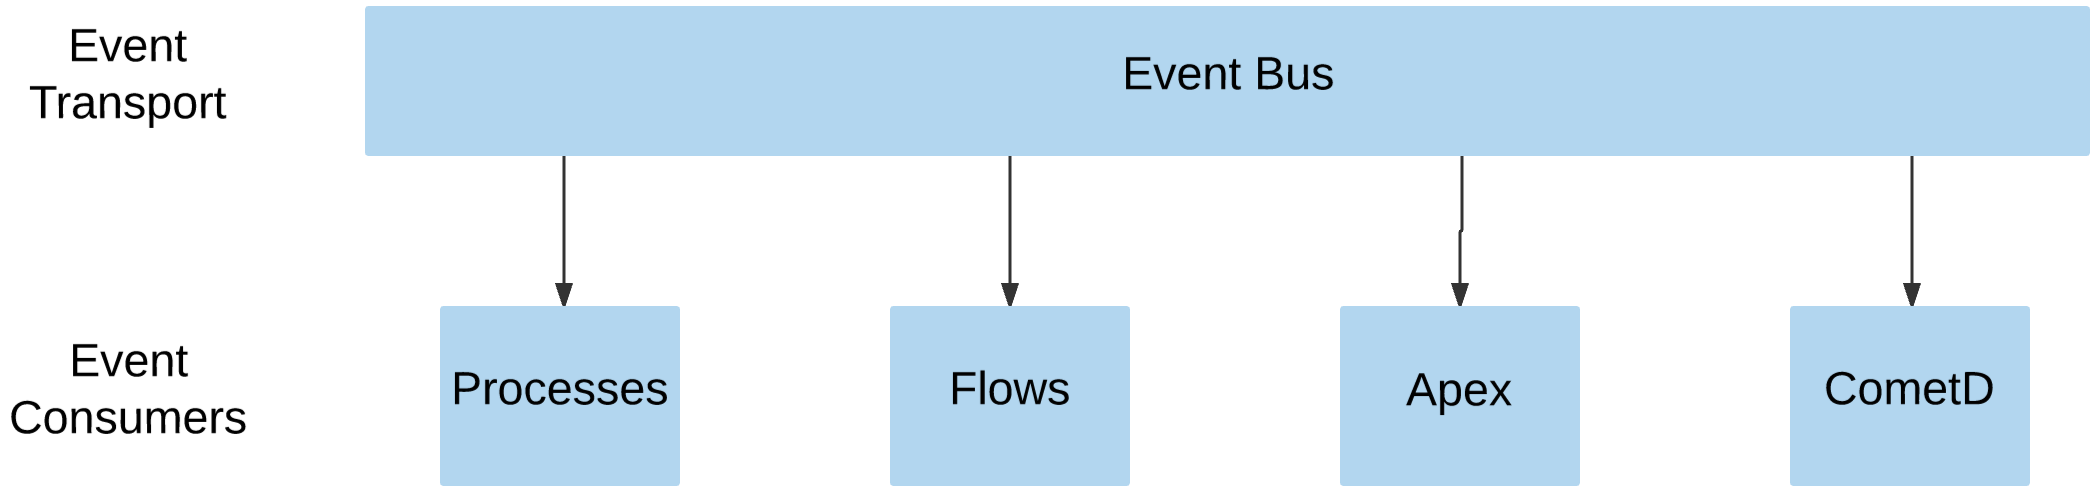 Event
Transport
Event Bus
Event
Consumers
Processes
Flows
Apex
CometD